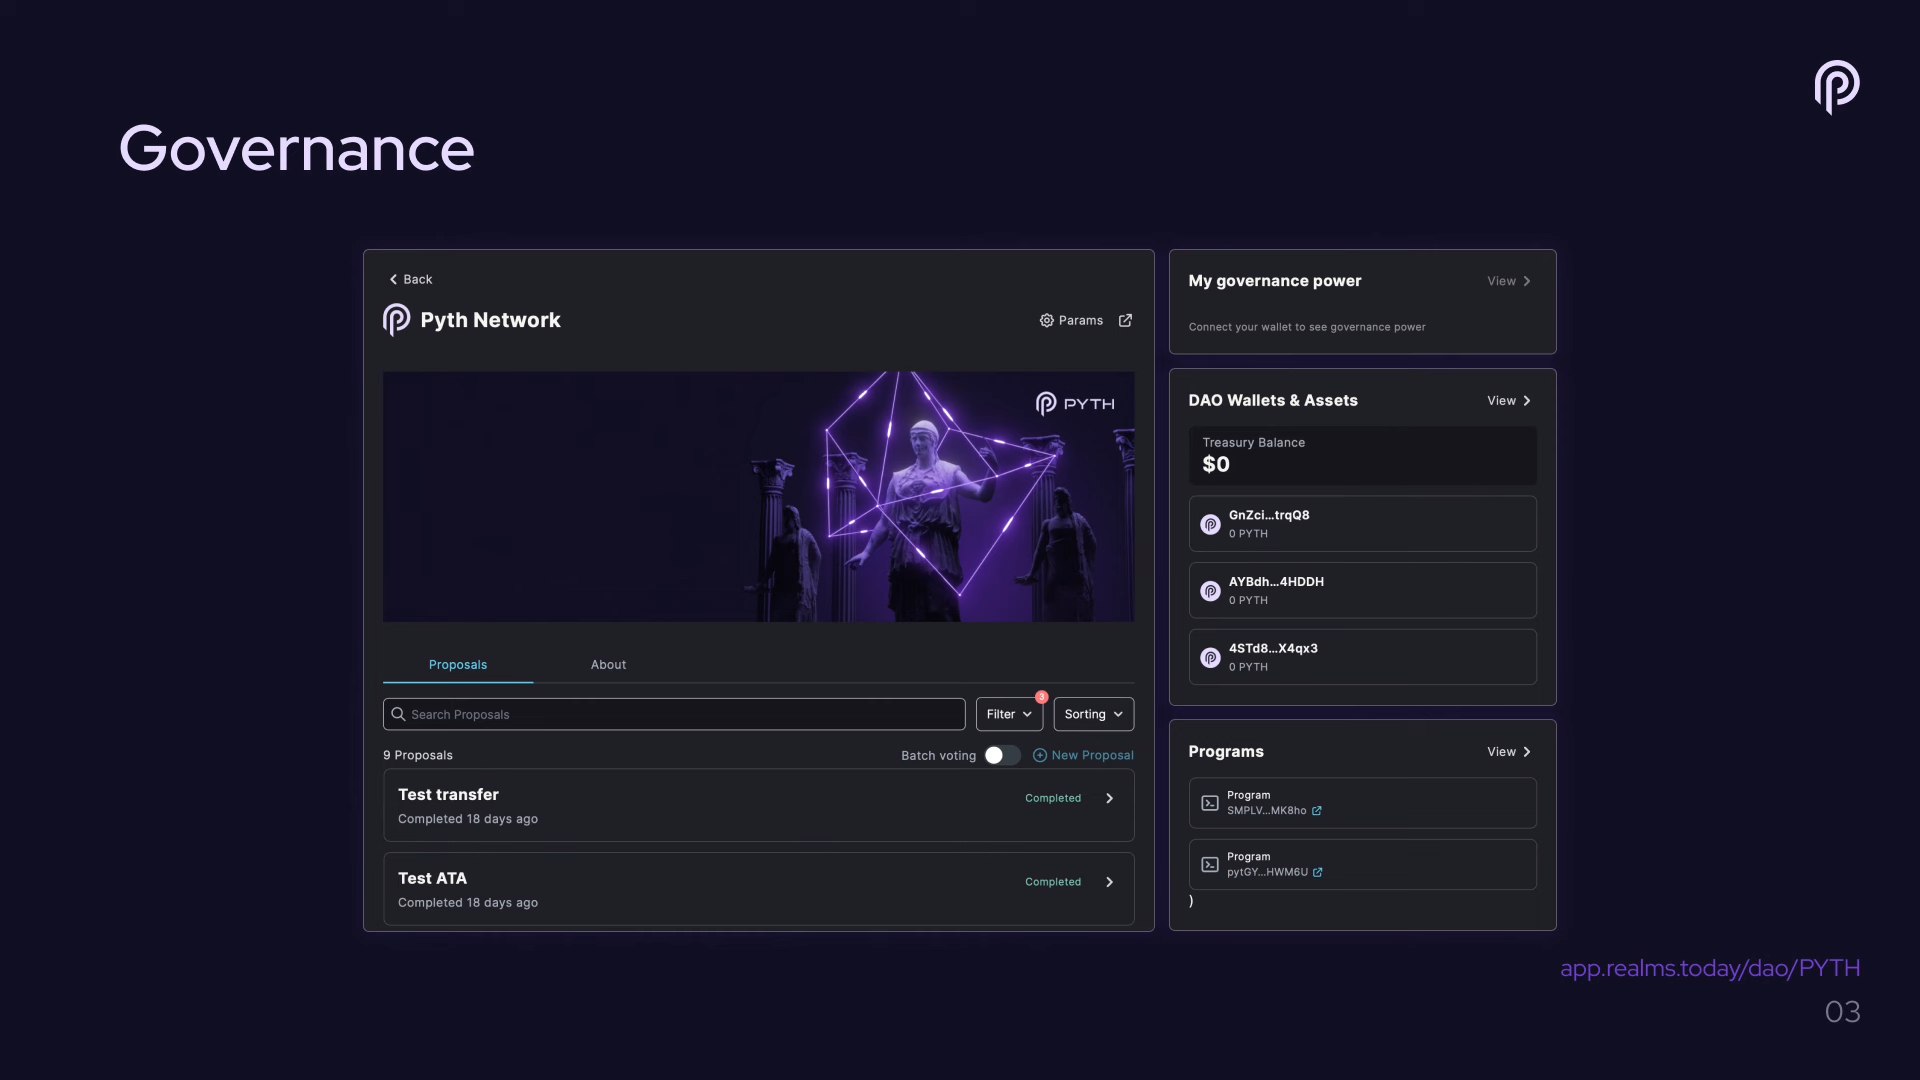 Governance
Back
Pyth Network
Params
PYTH
Proposals
About
Search Proposals
Filter
3
Sorting
9 Proposals
Batch voting
New Proposal
Test transfer
Completed 18 days ago
Completed
Test ATA
Completed 18 days ago
Completed
My governance power
View
Connect your wallet to see governance power
DAO Wallets & Assets
View
Treasury Balance
$0
GnZci...trqQ8
0 PYTH
AYBdh...4HDDH
0 PYTH
4STd8...X4qx3
0 PYTH
Programs
View
Program
SMPLV...MK8ho
Program
pytGY...HWM6U
)
app.realms.today/dao/PYTH
03